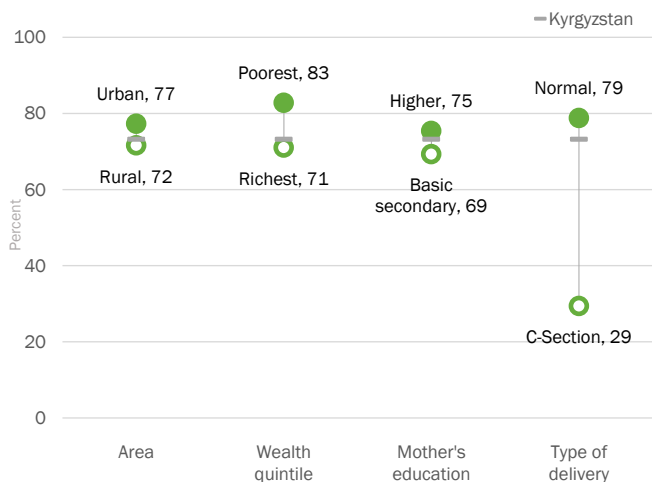 Kyrgyzstan
100
80
60
40
20
0
Percent
Urban, 77
Rural, 72
Poorest, 83
Richest, 71
Higher, 75
Basic
secondary, 69
Normal, 79
C-Section, 29
Area
Wealth
quintile
Mother's
education
Type of
delivery